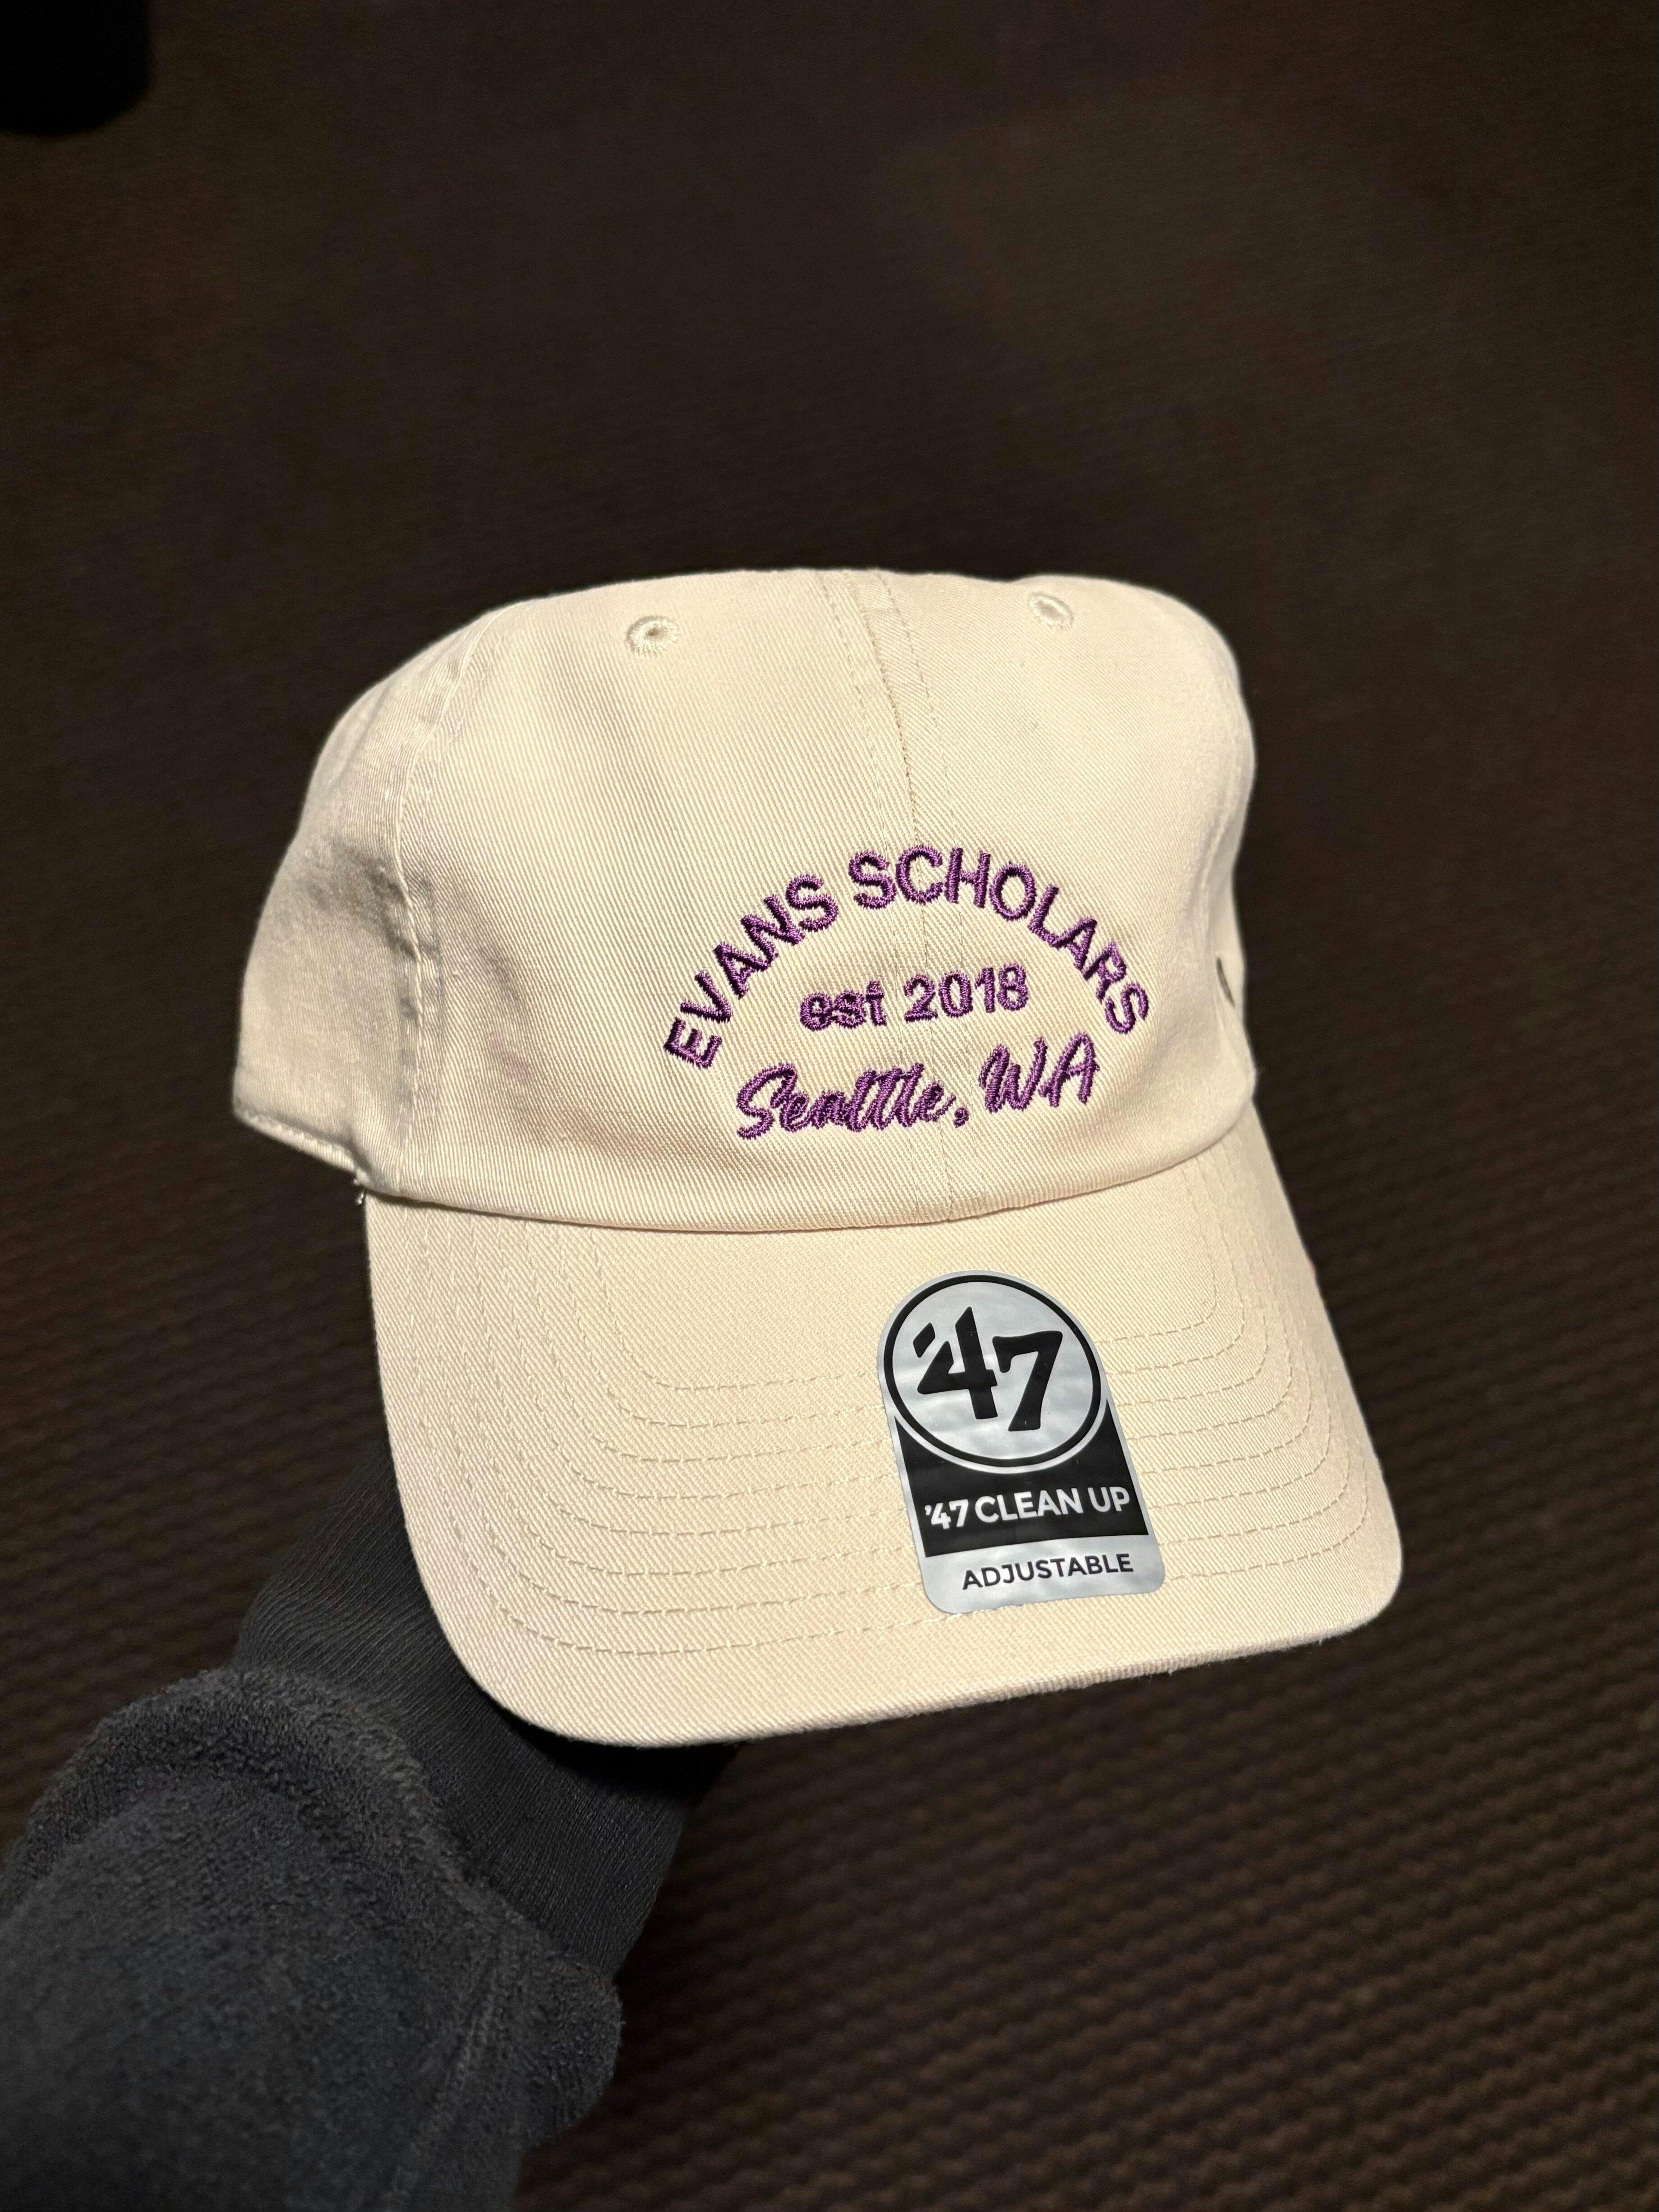 EVANS SCHOLARS
est 2018
Seattle, WA
'47
'47 CLEAN UP
ADJUSTABLE